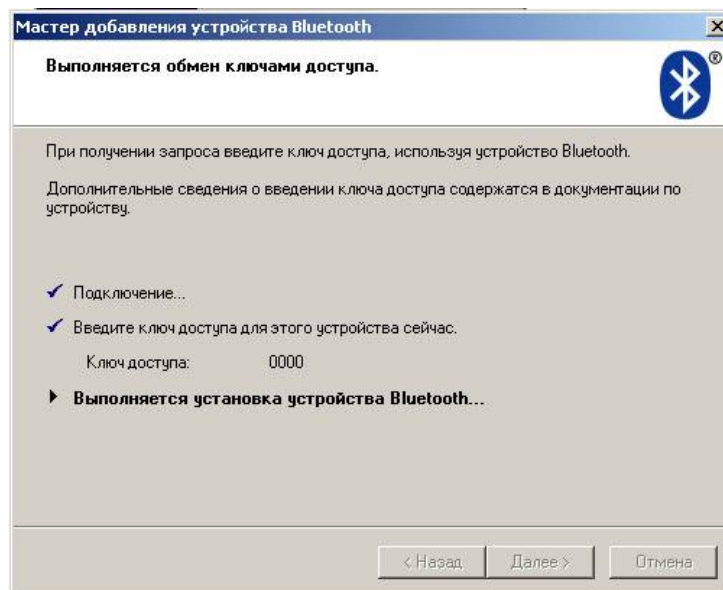 Мастер добавления устройства Bluetooth
Выполняется обмен ключами доступа.
®
При получении запроса введите ключ доступа, используя устройство Bluetooth.
Дополнительные сведения о введении ключа доступа содержатся в документации по
устройству.
Подключение...
Введите ключ доступа для этого устройства сейчас.
Ключ доступа: 0000
Выполняется установка устройства Bluetooth...
< Назад Далее > Отмена